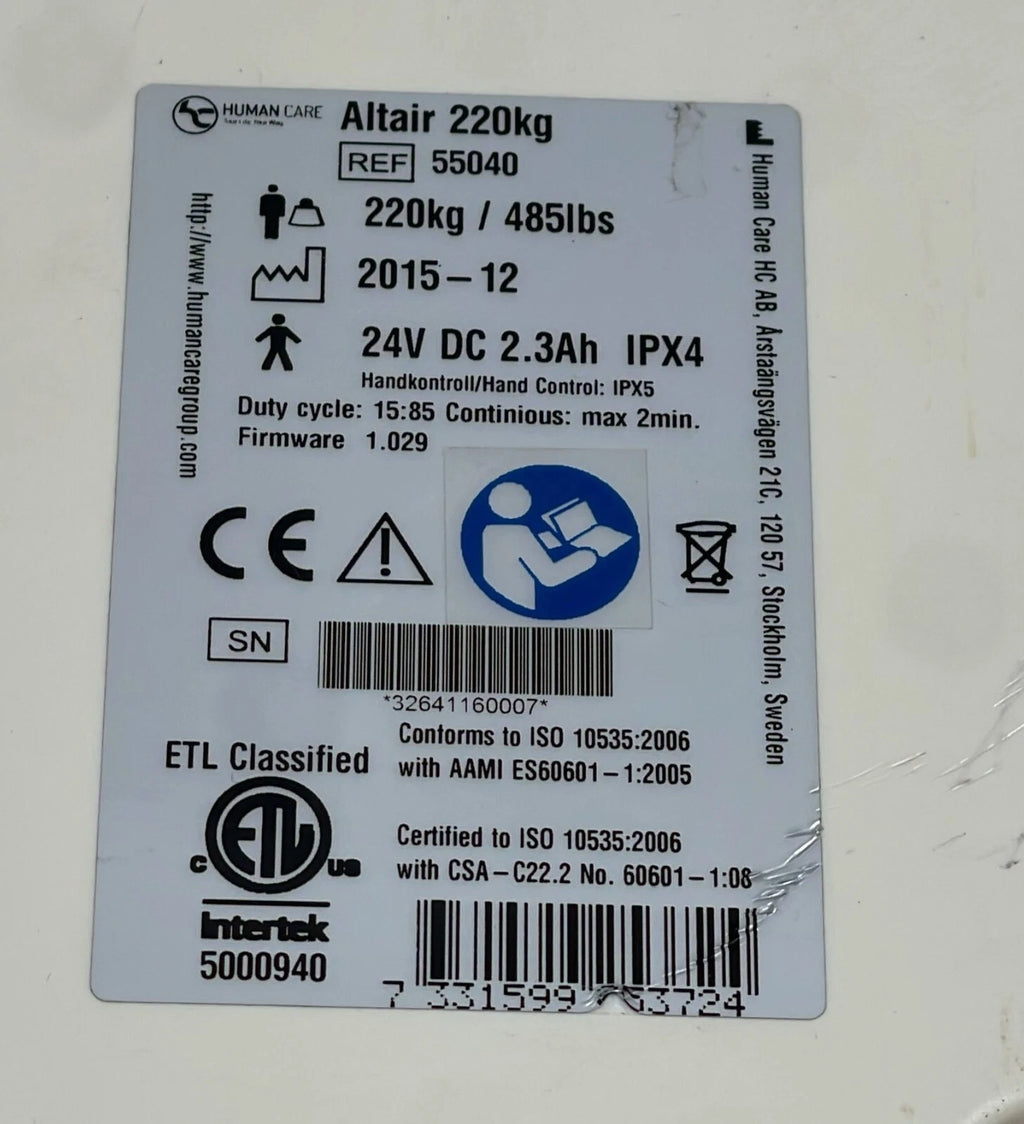 HUMAN CARE
Altair 220kg
REF 55040
220kg / 485lbs
2015-12
24V DC 2.3Ah IPX4
Handkontroll/Hand Control: IPX5
Duty cycle: 15:85 Continious: max 2min.
Firmware 1.029
http://www.humancaregroup.com
Human Care HC AB, Årstaängsvägen 21C, 120 57, Stockholm, Sweden
CE
SN
*32641160007*
Conforms to ISO 10535:2006
with AAMI ES60601-1:2005
ETL Classified
Certified to ISO 10535:2006
with CSA-C22.2 No. 60601-1:08
C ETL US
Intertek
5000940
7 331599